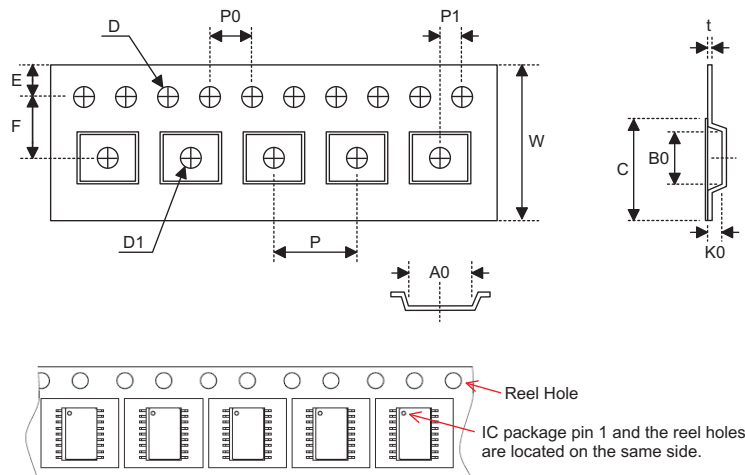 D
P0
P1
t
E
F
W
C
B0
D1
P
K0
A0
Reel Hole
IC package pin 1 and the reel holes
are located on the same side.